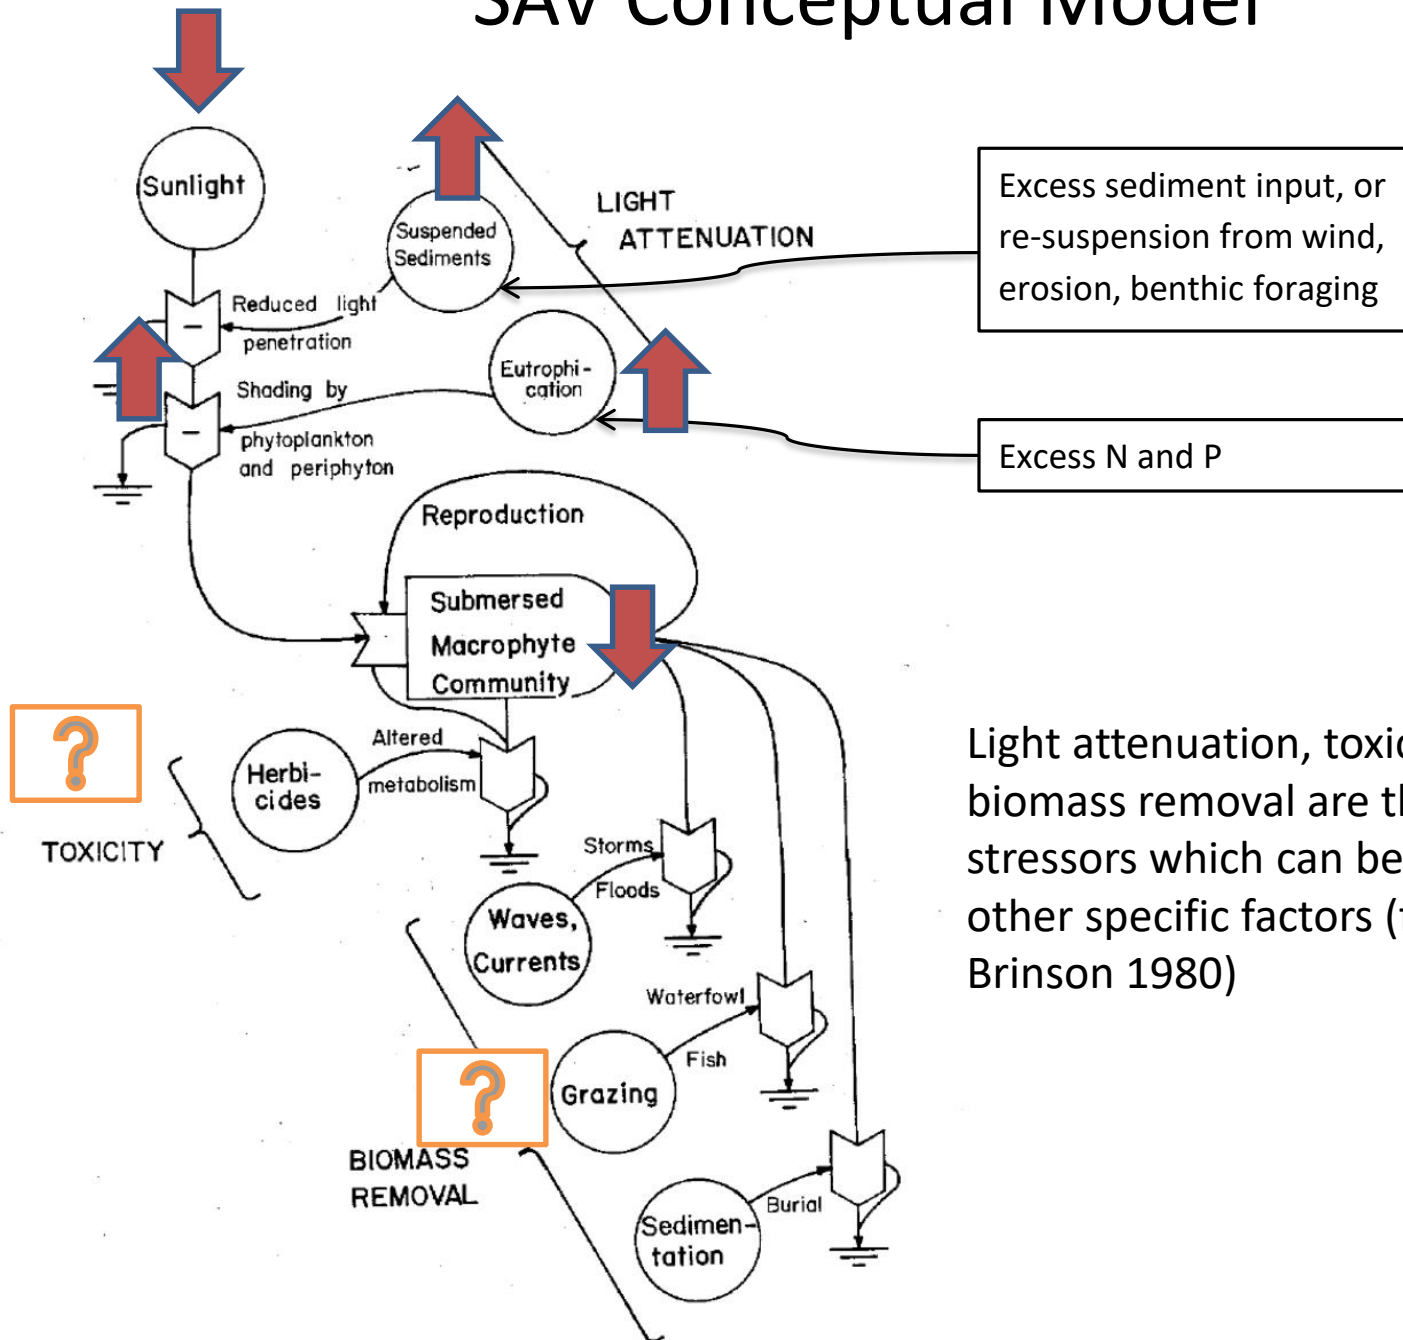 SAV Conceptual Model
Sunlight
Suspended
Sediments
LIGHT
ATTENUATION
Excess sediment input, or
re-suspension from wind,
erosion, benthic foraging
Reduced light
penetration
Eutrophi-
cation
Shading by
phytoplankton
and periphyton
Excess N and P
Reproduction
Submersed
Macrophyte
Community
?
TOXICITY
Herbi-
cides
Altered
metabolism
Light attenuation, toxic
biomass removal are
stressors which can be
other specific factors
Brinson 1980)
Storms
Floods
Waves,
Currents
Waterfowl
Fish
?
Grazing
BIOMASS
REMOVAL
Burial
Sedimen-
tation